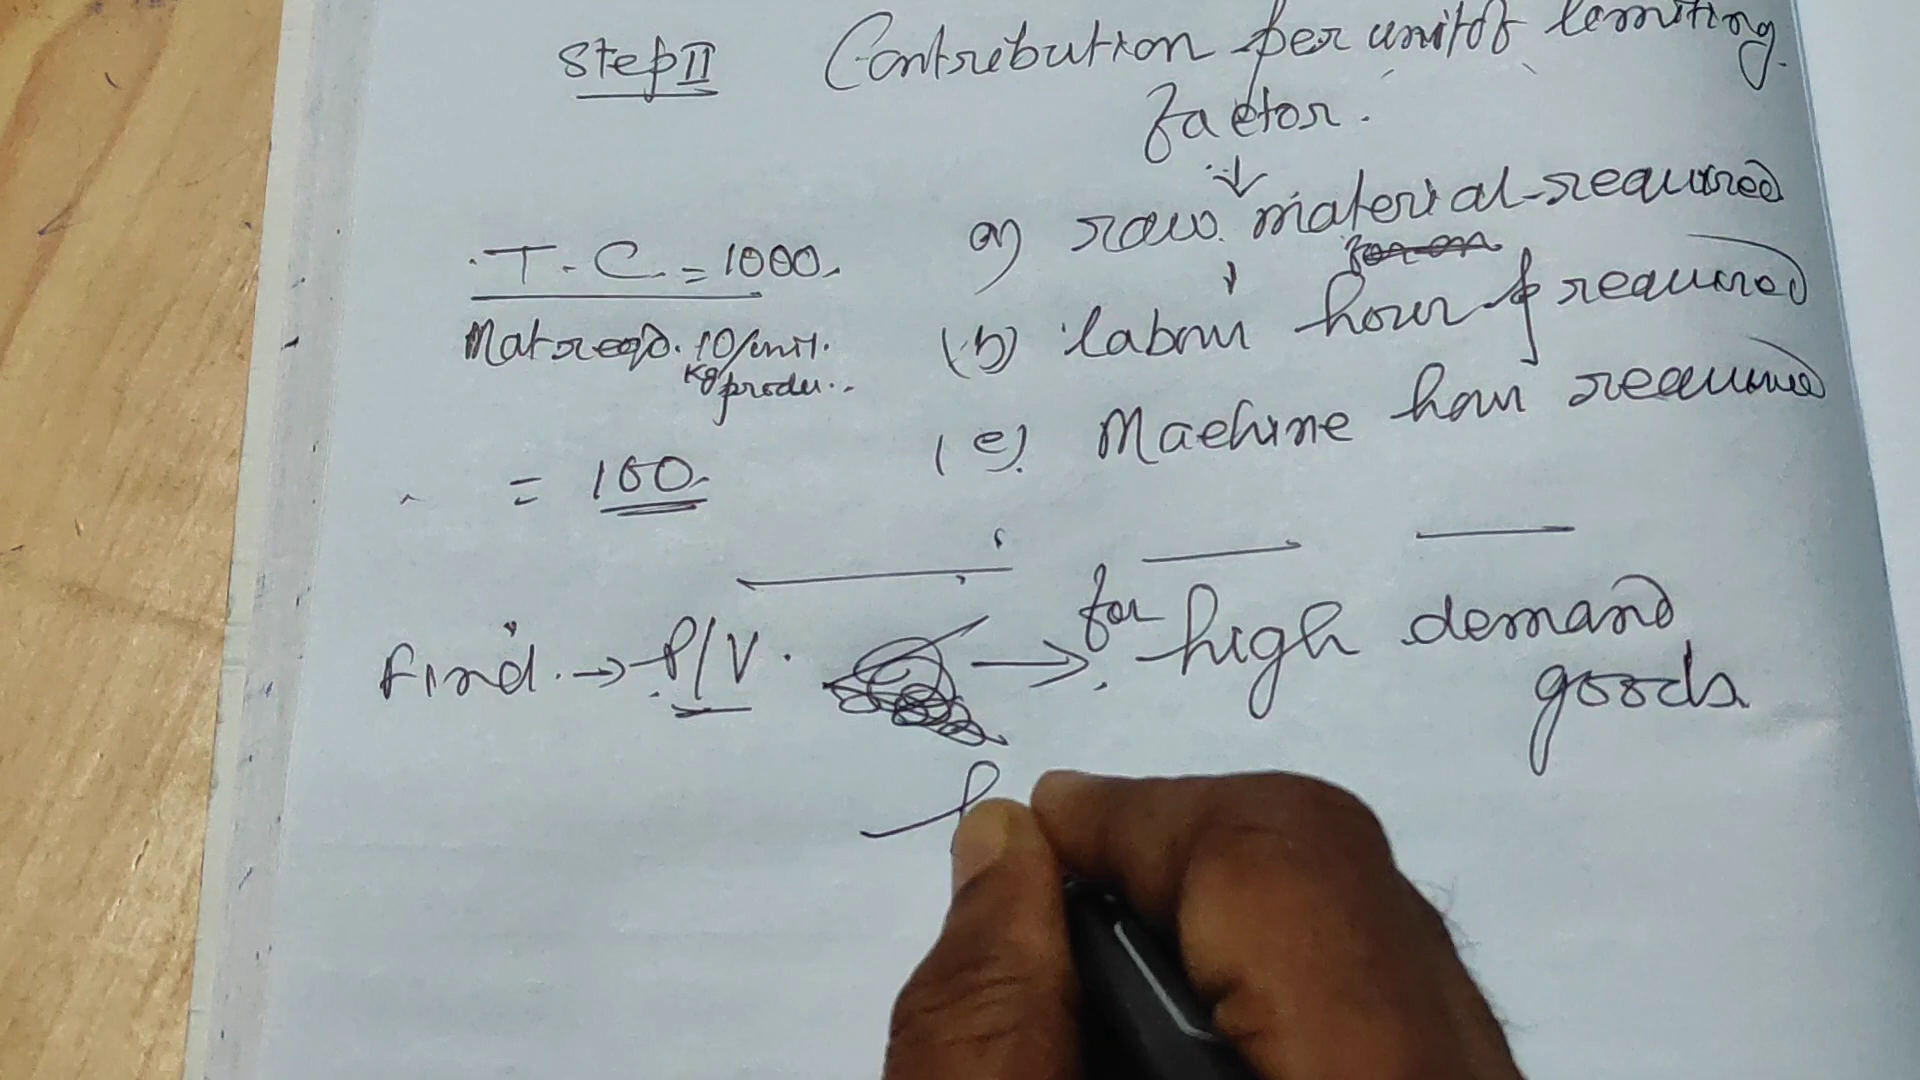 Step II Contribution per unit of limiting
factor.
a) raw material required
T.C. = 1000
(b) labour hour required
Mat reqd. 10/unit.
Kg produ..
(c) Machine hour required
= 100
Find → P/V. → for high demand
goods